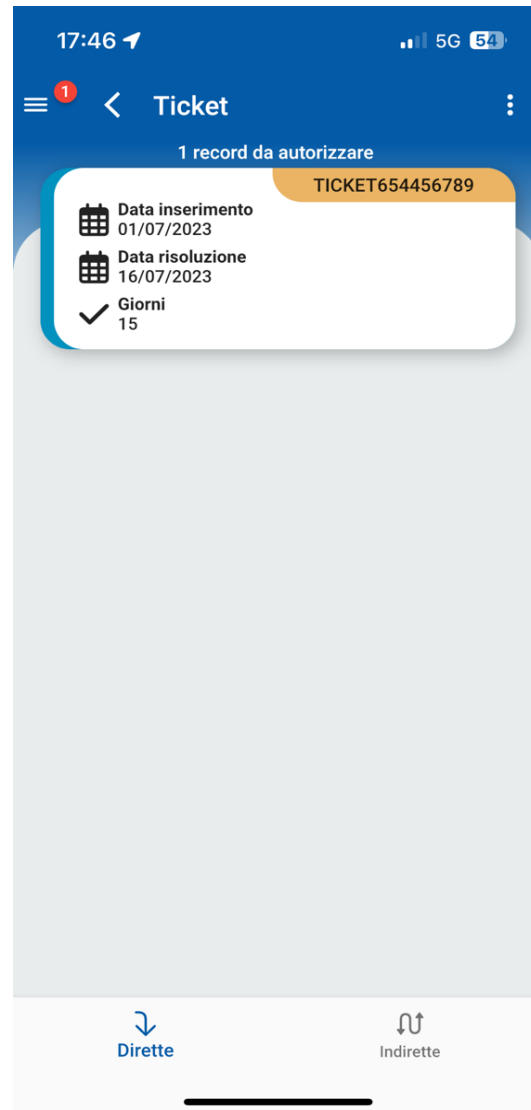 17:46 5G 54
1 Ticket
1 record da autorizzare
TICKET654456789
Data inserimento
01/07/2023
Data risoluzione
16/07/2023
Giorni
15
Dirette Indirette